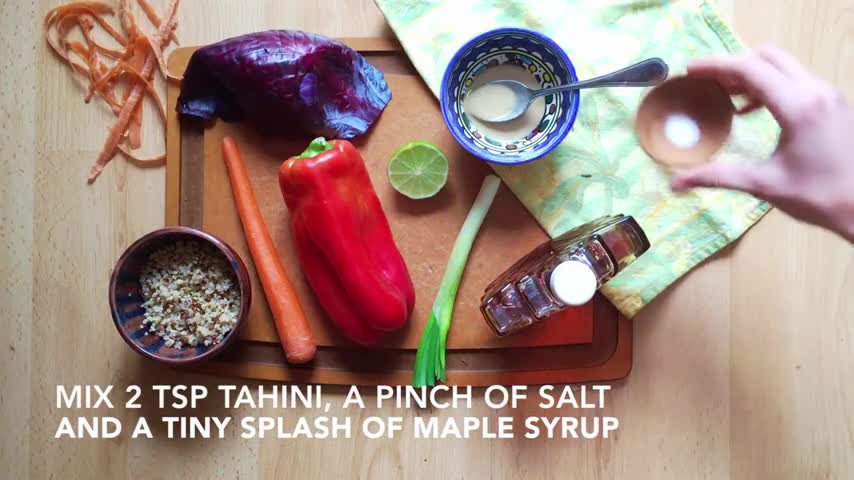 MIX 2 TSP TAHINI, A PINCH OF SALT
AND A TINY SPLASH OF MAPLE SYRUP